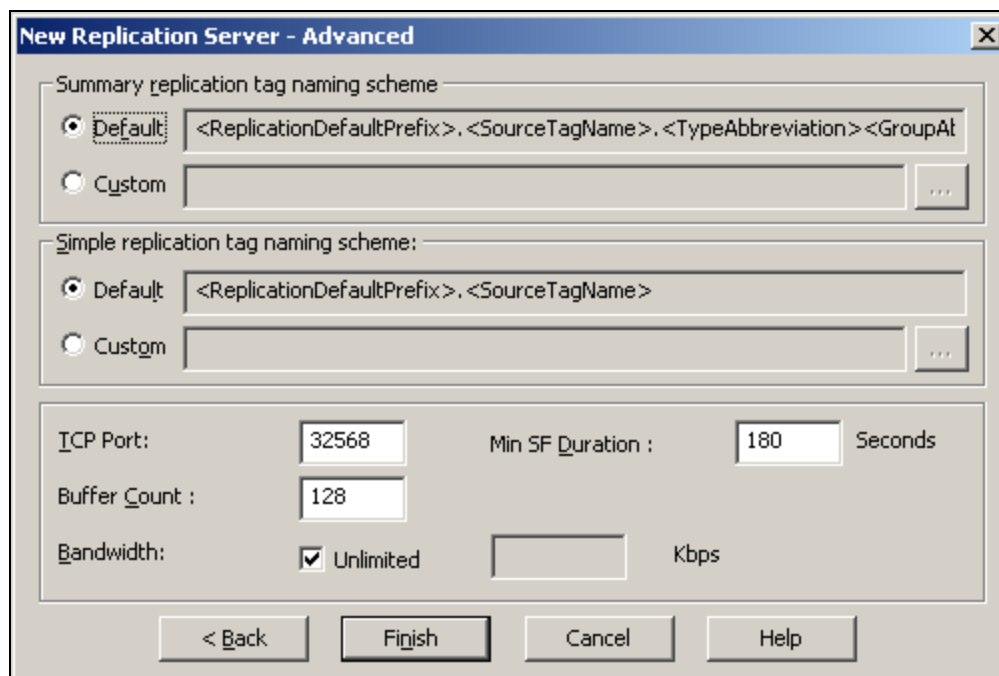 New Replication Server - Advanced
Summary replication tag naming scheme
Default <ReplicationDefaultPrefix>.<SourceTagName>.<TypeAbbreviation><GroupAb
Custom ...
Simple replication tag naming scheme:
Default <ReplicationDefaultPrefix>.<SourceTagName>
Custom ...
TCP Port: 32568 Min SF Duration : 180 Seconds
Buffer Count : 128
Bandwidth: Unlimited Kbps
< Back Finish Cancel Help